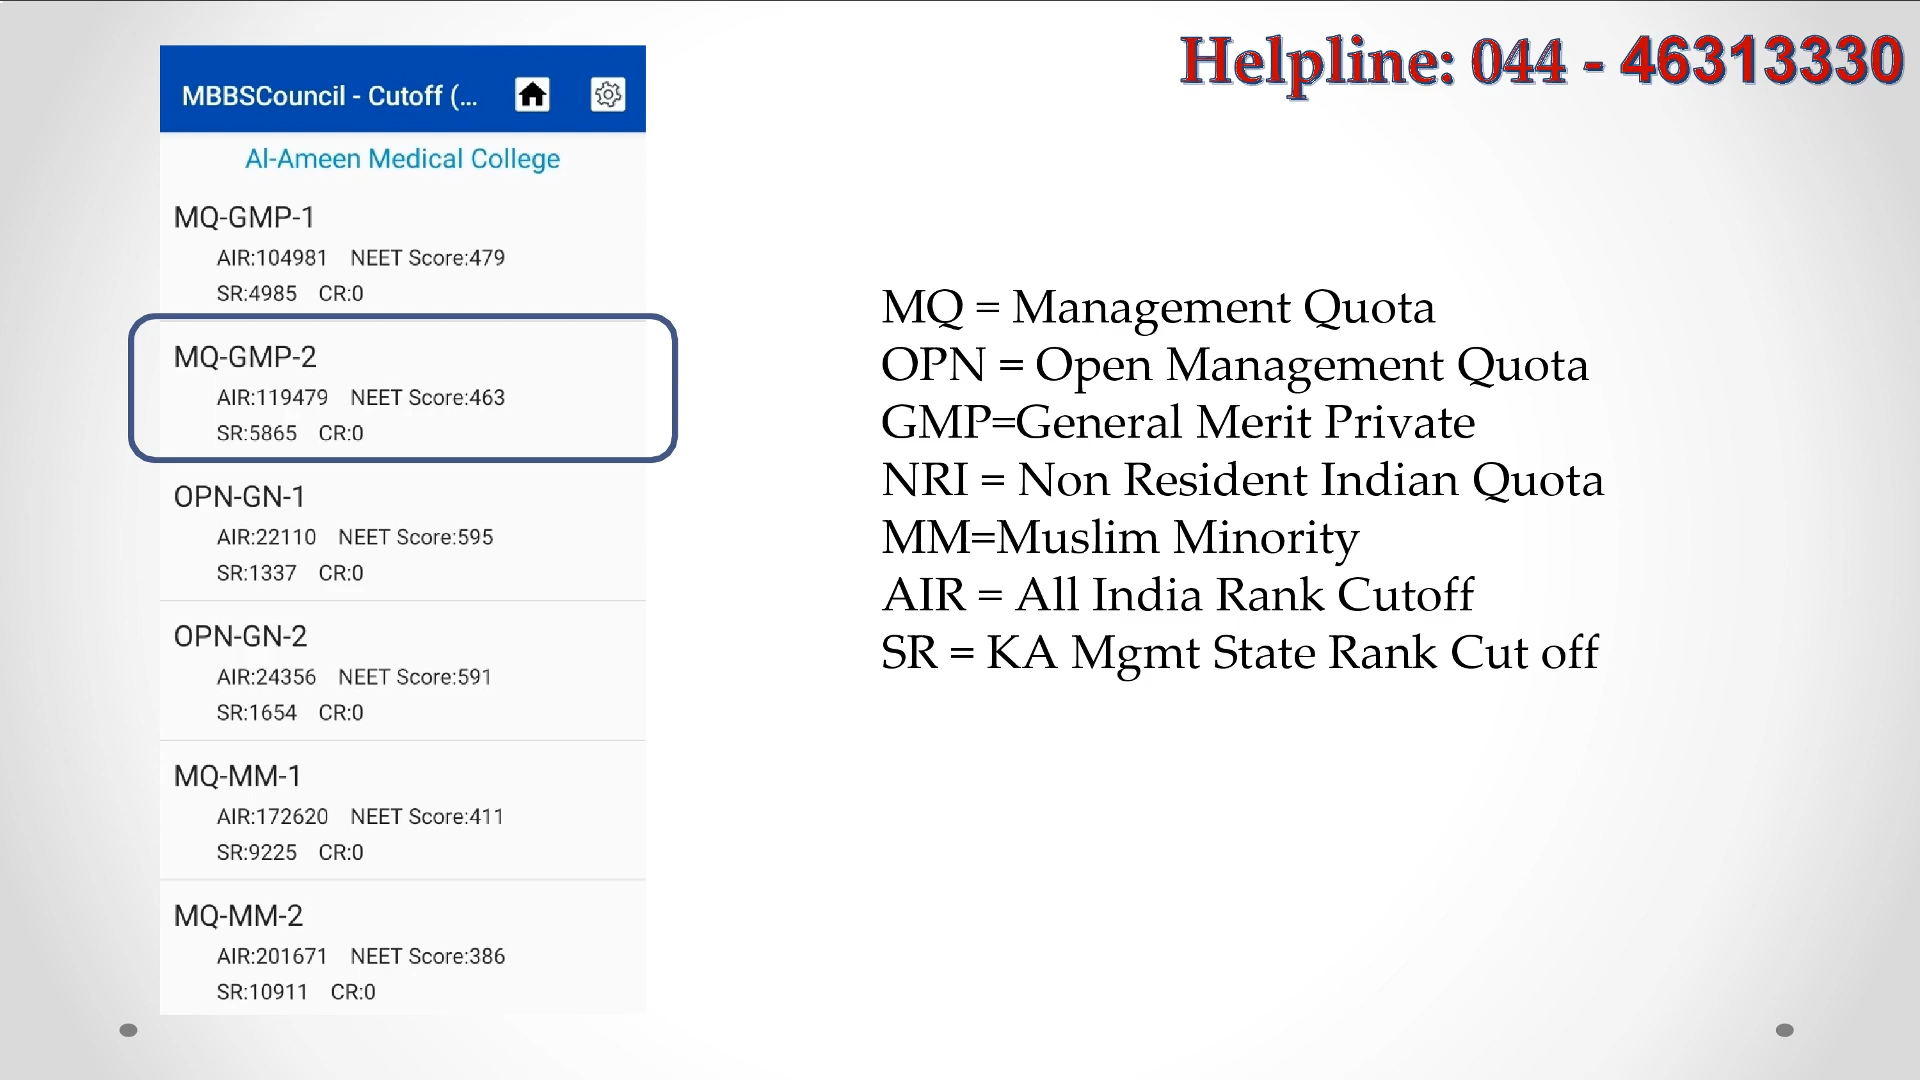 Helpline: 044 - 46313330
MBBSCouncil - Cutoff (...
Al-Ameen Medical College
MQ-GMP-1
AIR:104981 NEET Score:479
SR:4985 CR:0
MQ-GMP-2
AIR:119479 NEET Score:463
SR:5865 CR:0
OPN-GN-1
AIR:22110 NEET Score:595
SR:1337 CR:0
OPN-GN-2
AIR:24356 NEET Score:591
SR:1654 CR:0
MQ-MM-1
AIR:172620 NEET Score:411
SR:9225 CR:0
MQ-MM-2
AIR:201671 NEET Score:386
SR:10911 CR:0
MQ = Management Quota
OPN = Open Management Quota
GMP=General Merit Private
NRI = Non Resident Indian Quota
MM=Muslim Minority
AIR = All India Rank Cutoff
SR = KA Mgmt State Rank Cut off